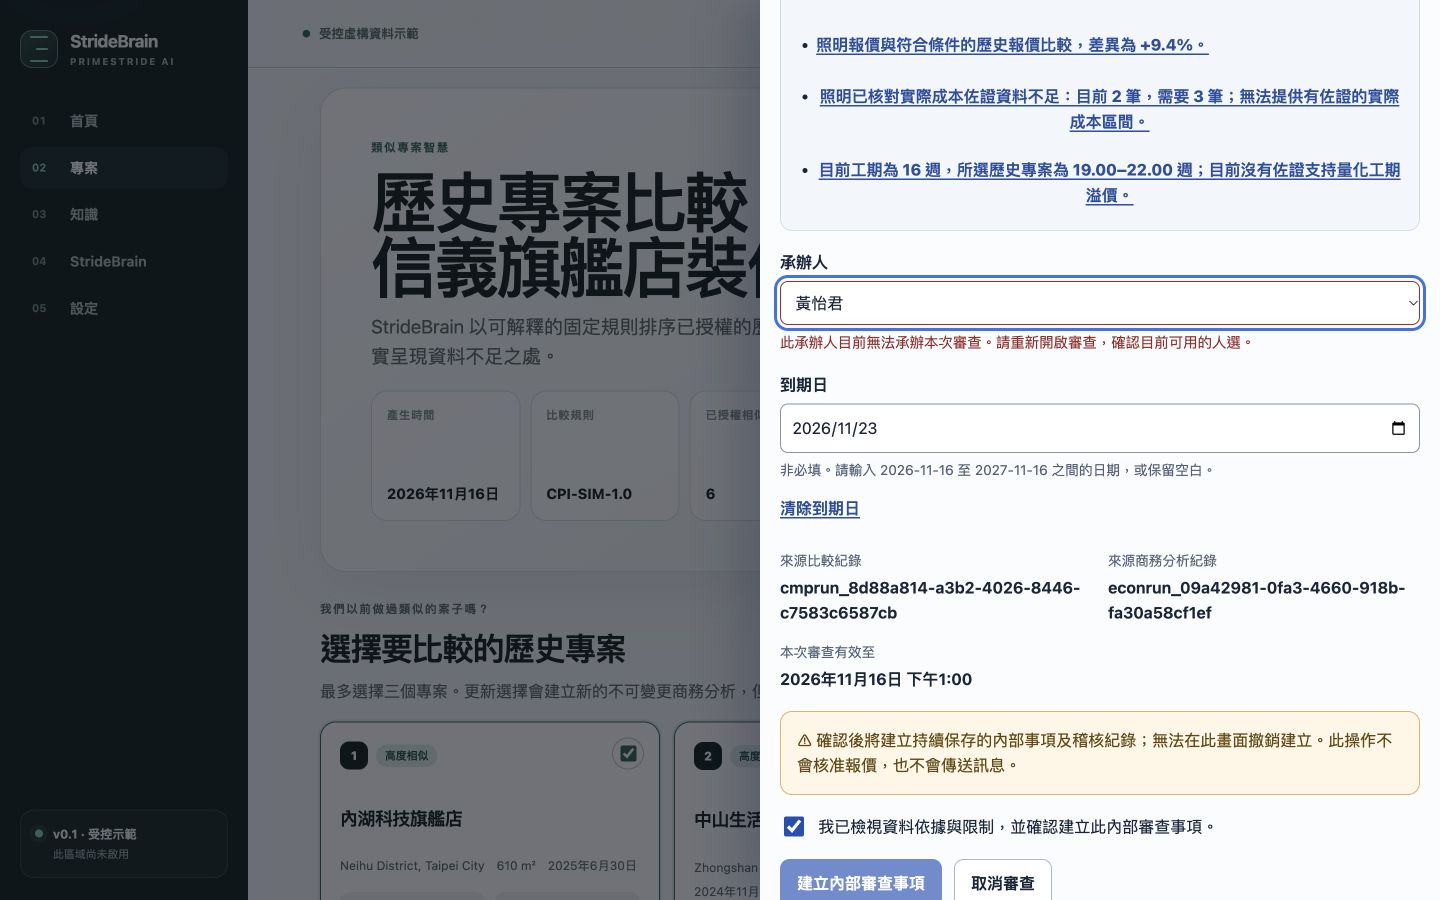 StrideBrain
PRIMESTRIDE AI
01 首頁
02 專案
03 知識
04 StrideBrain
05 設定
v0.1 · 受控示範
此區域尚未啟用
受控虛構資料示範
類似專案智慧
歷史專案比較
信義旗艦店裝
StrideBrain 以可解釋的固定規則排序已授權的
實呈現資料不足之處。
產生時間
2026年11月16日
比較規則
CPI-SIM-1.0
已授權相
6
我們以前做過類似的案子嗎？
選擇要比較的歷史專案
最多選擇三個專案。更新選擇會建立新的不可變更商務分析，
1 高度相似
內湖科技旗艦店
Neihu District, Taipei City 610 m² 2025年6月30日
2 高度
中山生活
Zhongshan
2024年11月
照明報價與符合條件的歷史報價比較，差異為 +9.4%。
照明已核對實際成本佐證資料不足：目前 2 筆，需要 3 筆；無法提供有佐證的實際
成本區間。
目前工期為 16 週，所選歷史專案為 19.00–22.00 週；目前沒有佐證支持量化工期
溢價。
承辦人
黃怡君
此承辦人目前無法承辦本次審查。請重新開啟審查，確認目前可用的人選。
到期日
2026/11/23
非必填。請輸入 2026-11-16 至 2027-11-16 之間的日期，或保留空白。
清除到期日
來源比較紀錄
cmprun_8d88a814-a3b2-4026-8446-
c7583c6587cb
來源商務分析紀錄
econrun_09a42981-0fa3-4660-918b-
fa30a58cf1ef
本次審查有效至
2026年11月16日 下午1:00
⚠ 確認後將建立持續保存的內部事項及稽核紀錄；無法在此畫面撤銷建立。此操作不
會核准報價，也不會傳送訊息。
我已檢視資料依據與限制，並確認建立此內部審查事項。
建立內部審查事項
取消審查